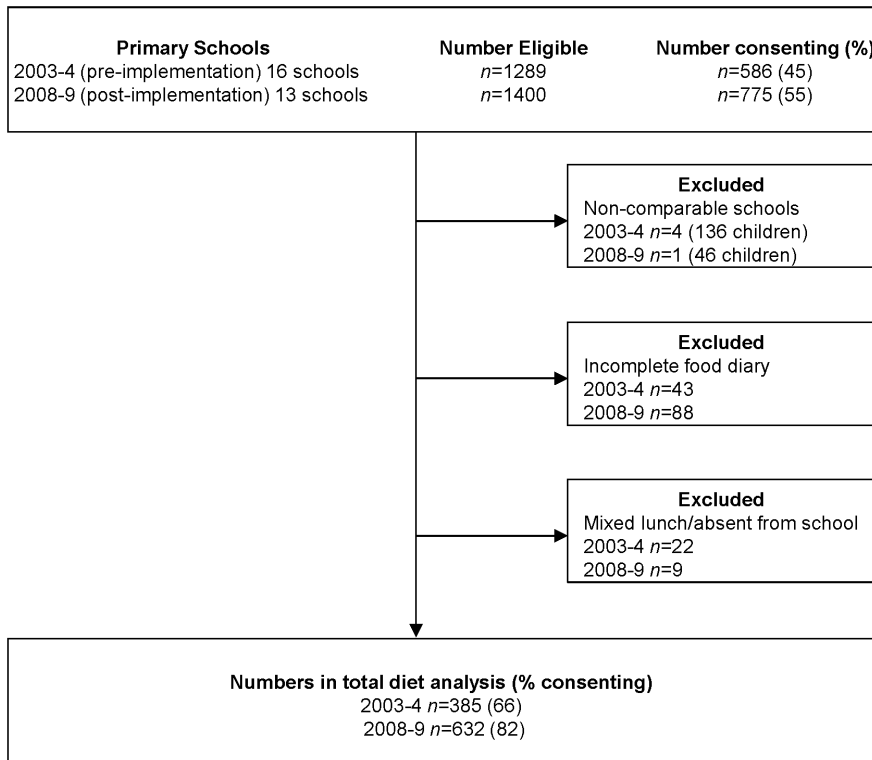 Primary Schools Number Eligible Number consenting (%)
2003-4 (pre-implementation) 16 schools n=1289 n=586 (45)
2008-9 (post-implementation) 13 schools n=1400 n=775 (55)
Excluded
Non-comparable schools
2003-4 n=4 (136 children)
2008-9 n=1 (46 children)
Excluded
Incomplete food diary
2003-4 n=43
2008-9 n=88
Excluded
Mixed lunch/absent from school
2003-4 n=22
2008-9 n=9
Numbers in total diet analysis (% consenting)
2003-4 n=385 (66)
2008-9 n=632 (82)